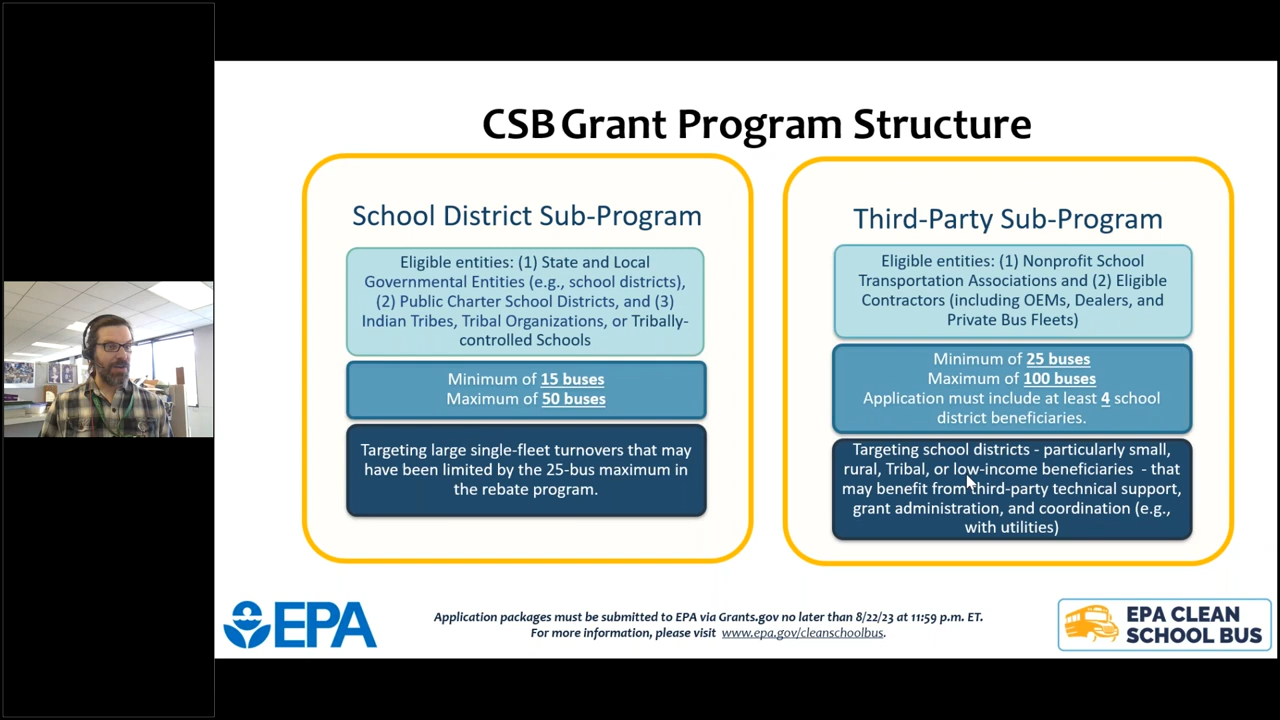 CSB Grant Program Structure
School District Sub-Program
Eligible entities: (1) State and Local
Governmental Entities (e.g., school districts),
(2) Public Charter School Districts, and (3)
Indian Tribes, Tribal Organizations, or Tribally-
controlled Schools
Minimum of 15 buses
Maximum of 50 buses
Targeting large single-fleet turnovers that may
have been limited by the 25-bus maximum in
the rebate program.
Third-Party Sub-Program
Eligible entities: (1) Nonprofit School
Transportation Associations and (2) Eligible
Contractors (including OEMs, Dealers, and
Private Bus Fleets)
Minimum of 25 buses
Maximum of 100 buses
Application must include at least 4 school
district beneficiaries.
Targeting school districts - particularly small,
rural, Tribal, or low-income beneficiaries - that
may benefit from third-party technical support,
grant administration, and coordination (e.g.,
with utilities)
EPA
Application packages must be submitted to EPA via Grants.gov no later than 8/22/23 at 11:59 p.m. ET.
For more information, please visit www.epa.gov/cleanschoolbus.
EPA CLEAN
SCHOOL BUS